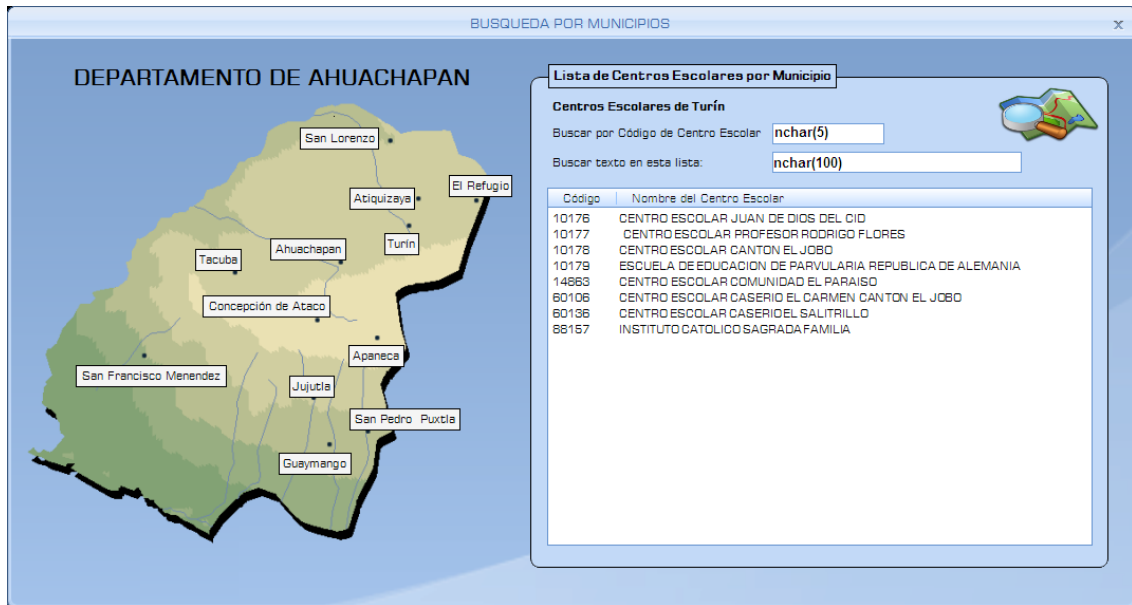 BUSQUEDA POR MUNICIPIOS
x
DEPARTAMENTO DE AHUACHAPAN
San Lorenzo
El Refugio
Atiquizaya
Turín
Ahuachapan
Tacuba
Concepción de Ataco
Apaneca
San Francisco Menendez
Jujutla
San Pedro Puxtla
Guaymango
Lista de Centros Escolares por Municipio
Centros Escolares de Turín
Buscar por Código de Centro Escolar nchar(5)
Buscar texto en esta lista: nchar(100)
Código Nombre del Centro Escolar
10176 CENTRO ESCOLAR JUAN DE DIOS DEL CID
10177 CENTRO ESCOLAR PROFESOR RODRIGO FLORES
10178 CENTRO ESCOLAR CANTON EL JOBO
10179 ESCUELA DE EDUCACION DE PARVULARIA REPUBLICA DE ALEMANIA
14863 CENTRO ESCOLAR COMUNIDAD EL PARAISO
60106 CENTRO ESCOLAR CASERIO EL CARMEN CANTON EL JOBO
60136 CENTRO ESCOLAR CASERIO EL SALITRILLO
88157 INSTITUTO CATOLICO SAGRADA FAMILIA